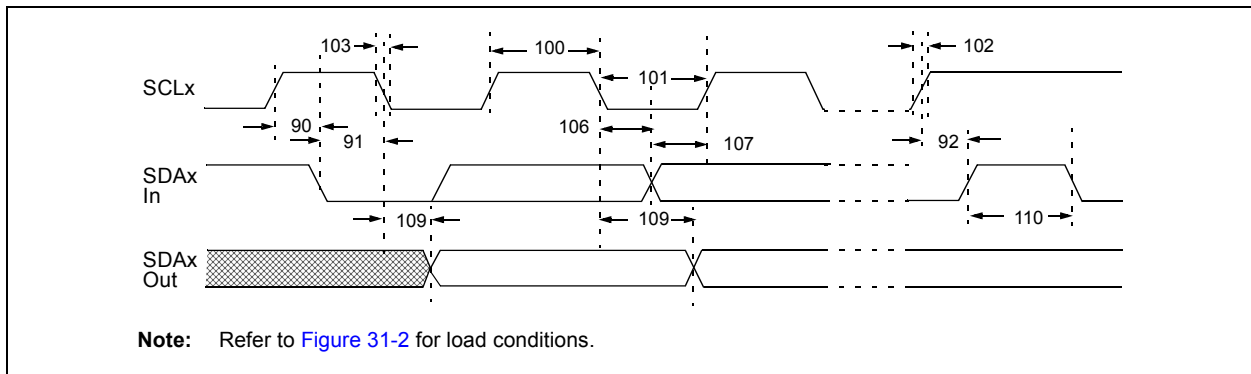 103
100
102
101
SCLx
90
106
91
107
92
SDAx
In
109
109
110
SDAx
Out
Note: Refer to Figure 31-2 for load conditions.